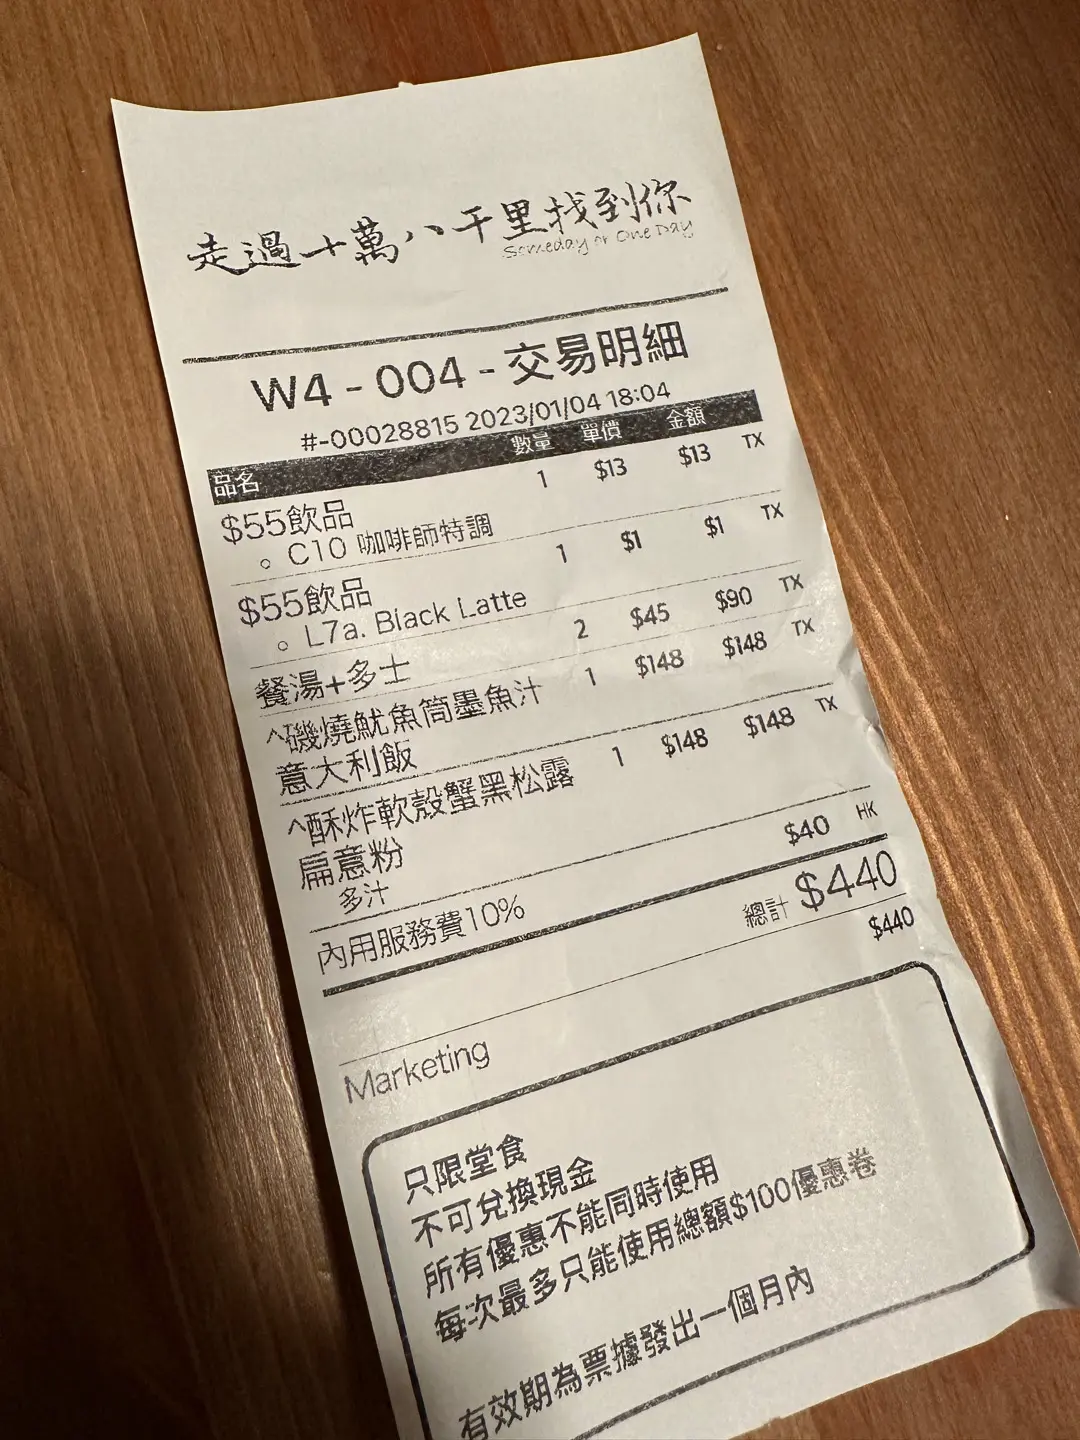 走過十萬八千里找到你
Someday or One Day
W4 - 004 - 交易明細
#-00028815 2023/01/04 18:04
品名 數量 單價 金額
$55飲品 1 $13 $13 TX
。 C10 咖啡師特調
$55飲品 1 $1 $1 TX
。 L7a. Black Latte
餐湯+多士 2 $45 $90 TX
^磯燒魷魚筒墨魚汁 1 $148 $148 TX
意大利飯
^酥炸軟殼蟹黑松露 1 $148 $148 TX
扁意粉
多汁
內用服務費10% $40 HK
總計 $440
$440
Marketing
只限堂食
不可兌換現金
所有優惠不能同時使用
每次最多只能使用總額$100優惠卷
有效期為票據發出一個月內